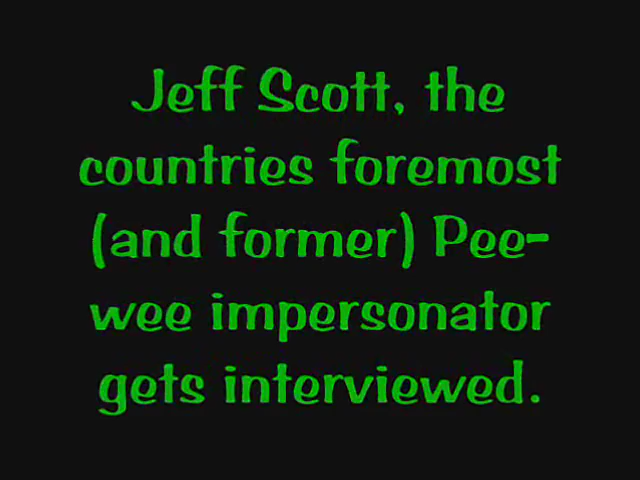 Jeff Scott, the
countries foremost
(and former) Pee-
wee impersonator
gets interviewed.